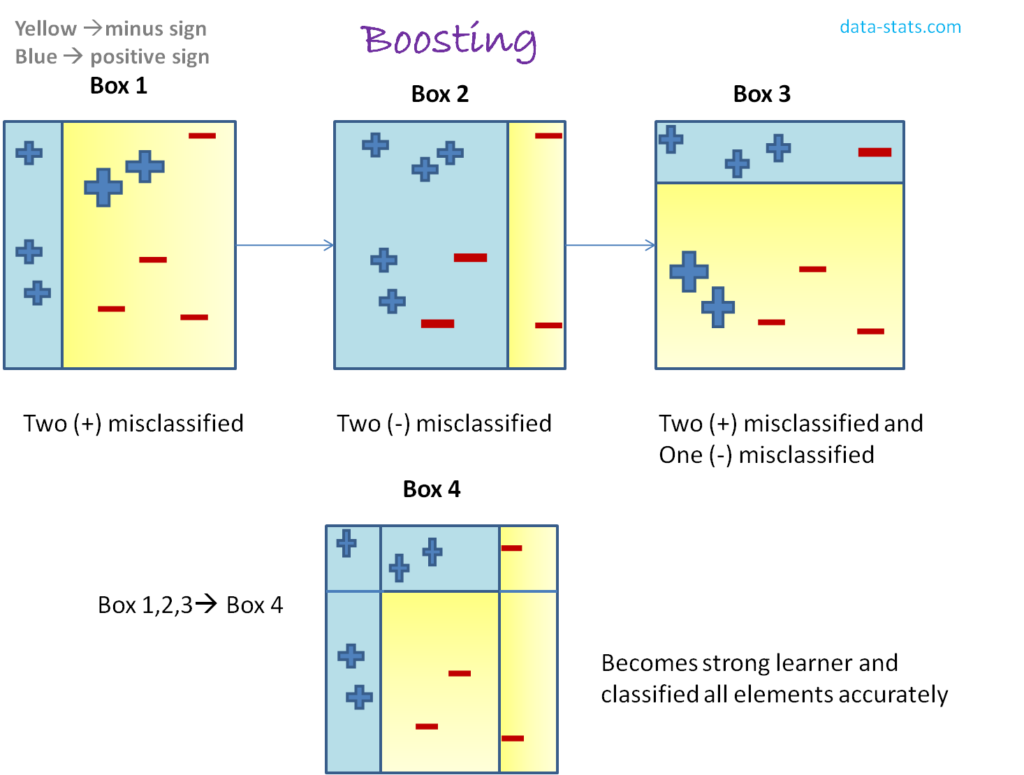 Yellow →minus sign
Blue → positive sign
Boosting
data-stats.com
Box 1
Box 2
Box 3
Two (+) misclassified
Two (-) misclassified
Two (+) misclassified and
One (-) misclassified
Box 4
Box 1,2,3→ Box 4
Becomes strong learner and
classified all elements accurately